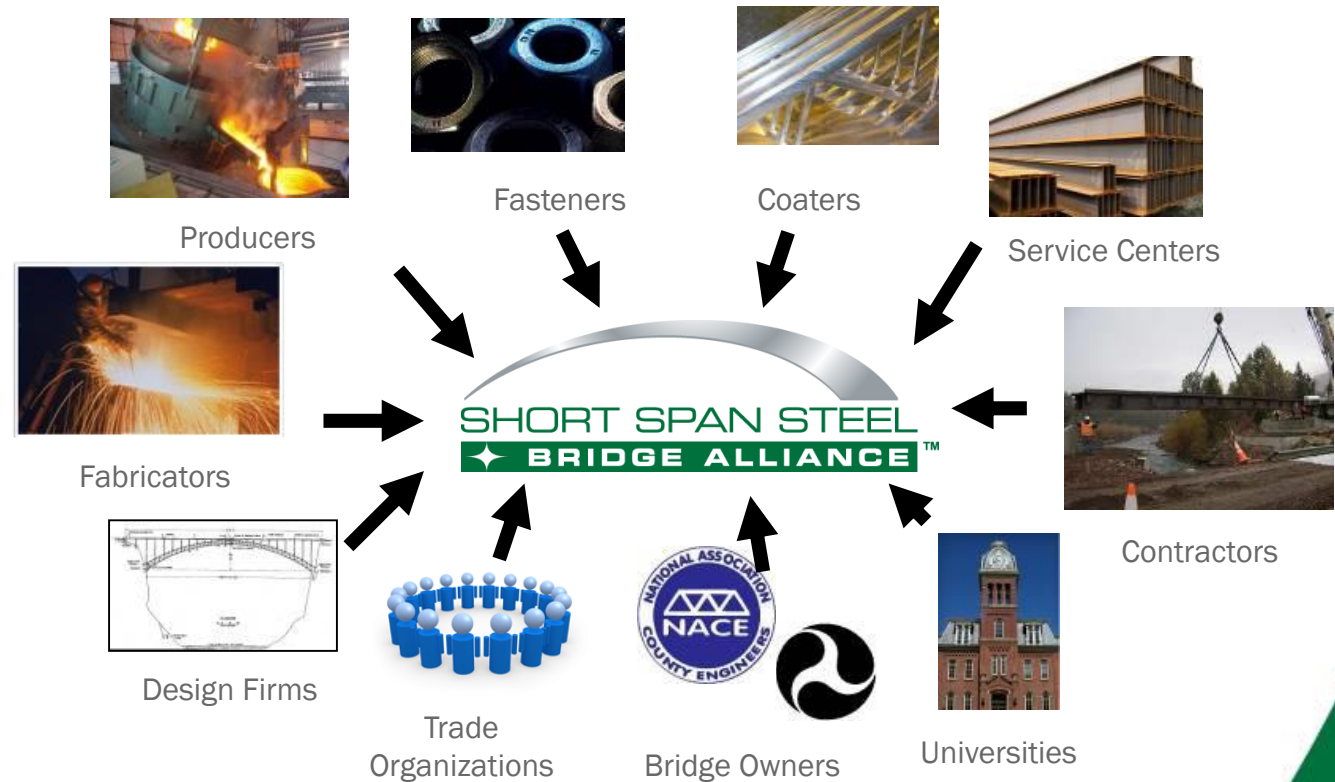 Producers
Fasteners
Coaters
Service Centers
Fabricators
SHORT SPAN STEEL
BRIDGE ALLIANCE™
Contractors
Design Firms
Trade
Organizations
NATIONAL ASSOCIATION
NACE
COUNTY ENGINEERS
Bridge Owners
Universities